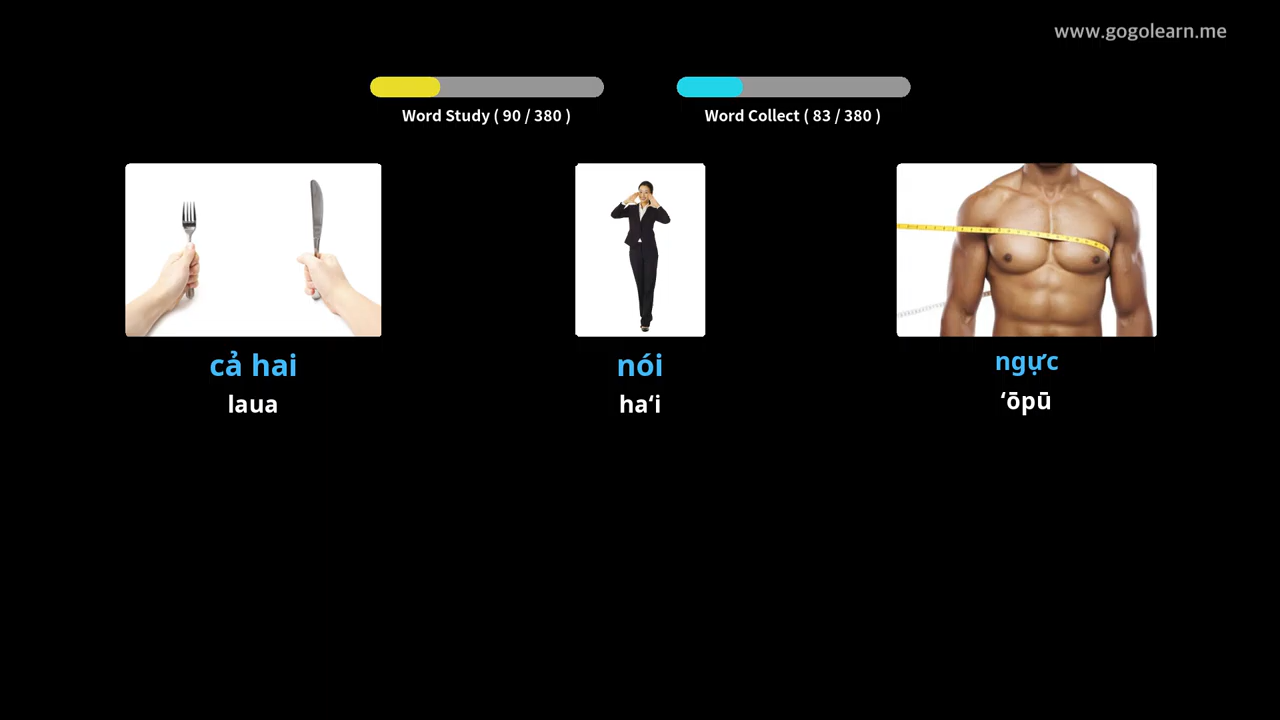 www.gogolearn.me
Word Study ( 90 / 380 )
Word Collect ( 83 / 380 )
cả hai
laua
nói
haʻi
ngực
ʻōpū